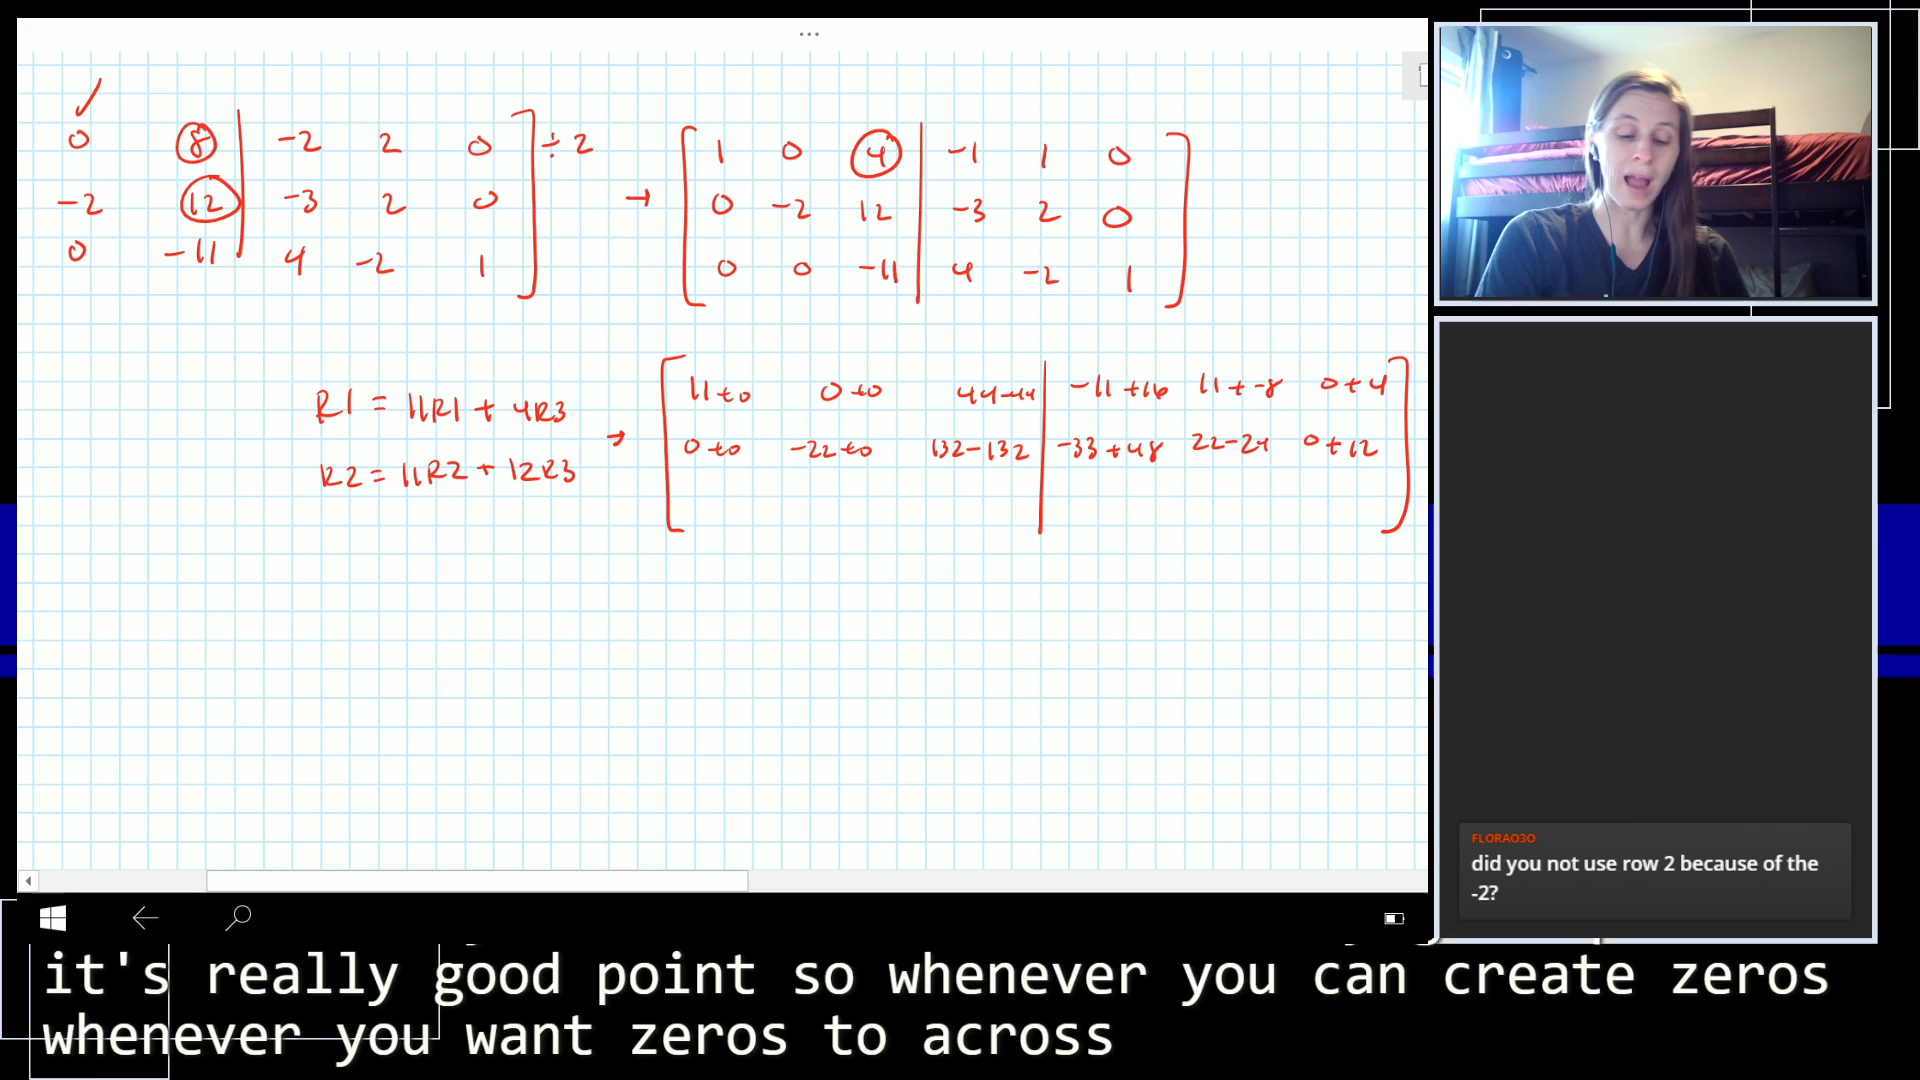 ...
✓
0 8 | -2 2 0 ] ÷ 2
-2 12 | -3 2 0
0 -11 | 4 -2 1
→ [ 1 0 4 | -1 1 0 ]
0 -2 12 | -3 2 0
0 0 -11 | 4 -2 1
R1 = 11R1 + 4R3
R2 = 11R2 + 12R3
→ [ 11+0 0+0 44-44 | -11+16 11+-8 0+4 ]
0+0 -22+0 132-132 | -33+48 22-24 0+12
FLORAO3O
did you not use row 2 because of the
-2?
it's really good point so whenever you can create zeros
whenever you want zeros to across